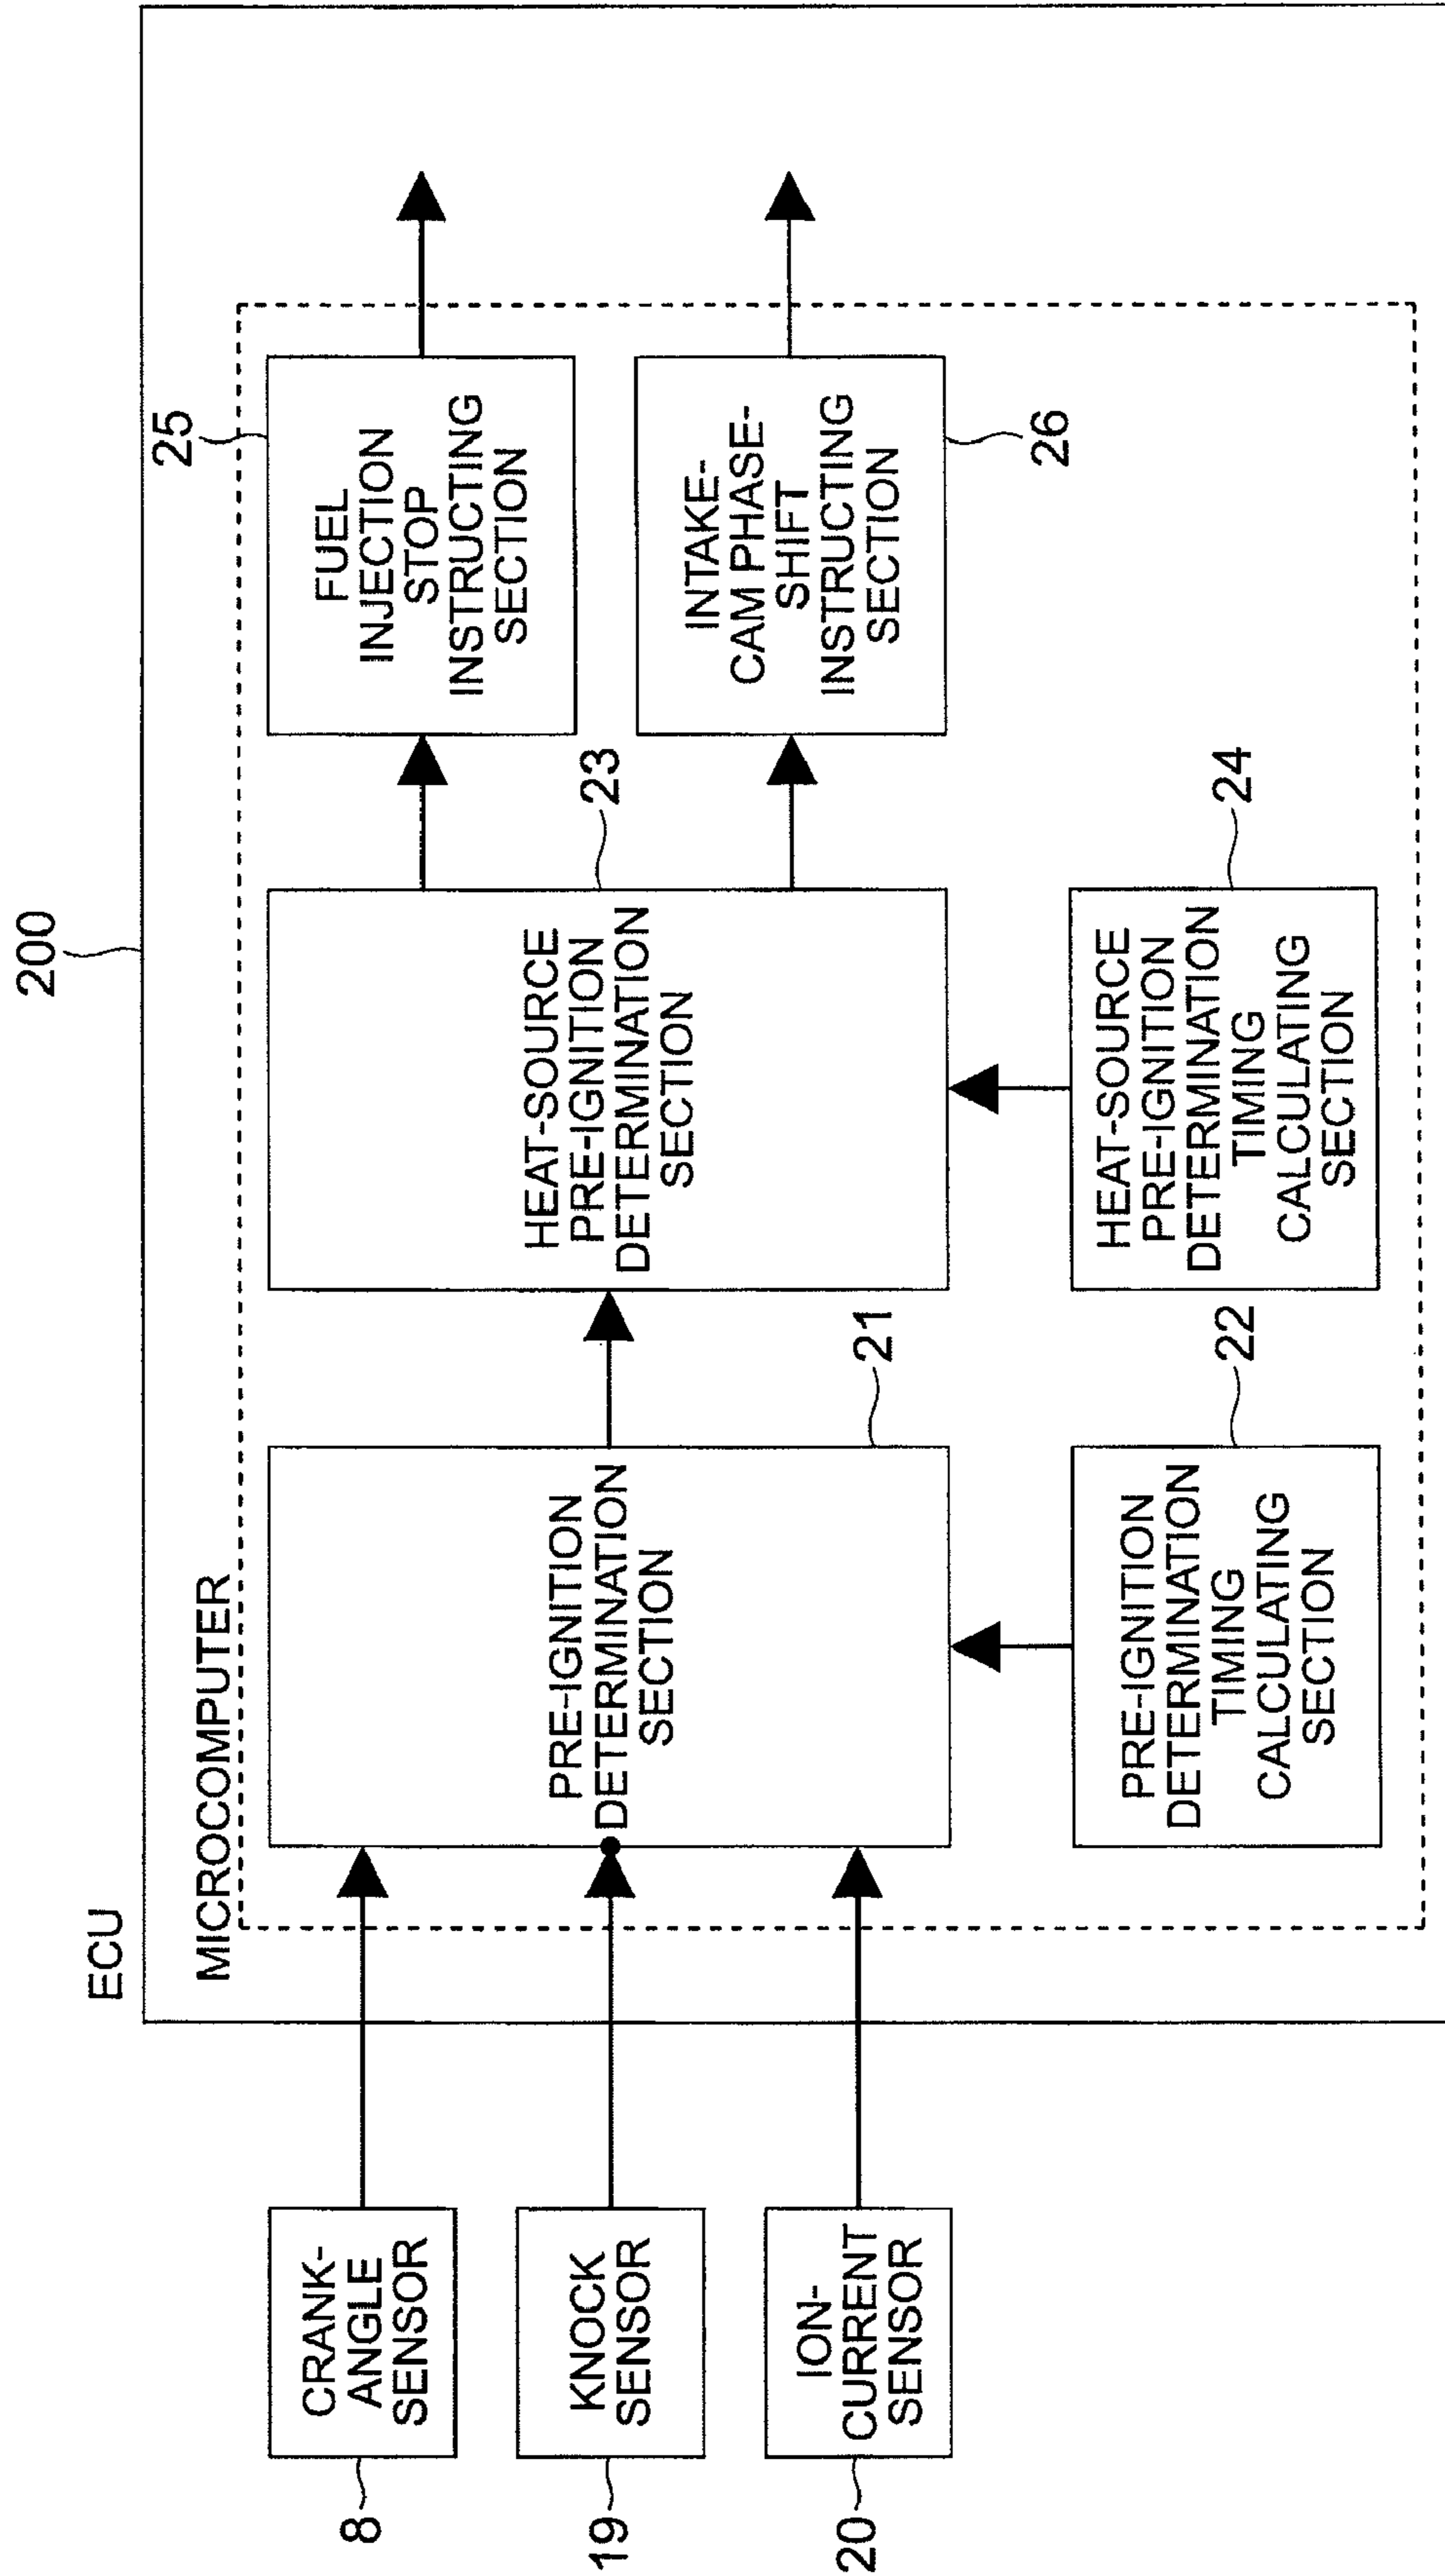 200
ECU
MICROCOMPUTER
CRANK-
ANGLE
SENSOR
8
KNOCK
SENSOR
19
ION-
CURRENT
SENSOR
20
PRE-IGNITION
DETERMINATION
SECTION
21
PRE-IGNITION
DETERMINATION
TIMING
CALCULATING
SECTION
22
HEAT-SOURCE
PRE-IGNITION
DETERMINATION
SECTION
23
HEAT-SOURCE
PRE-IGNITION
DETERMINATION
TIMING
CALCULATING
SECTION
24
FUEL
INJECTION
STOP
INSTRUCTING
SECTION
25
INTAKE-
CAM PHASE-
SHIFT
INSTRUCTING
SECTION
26